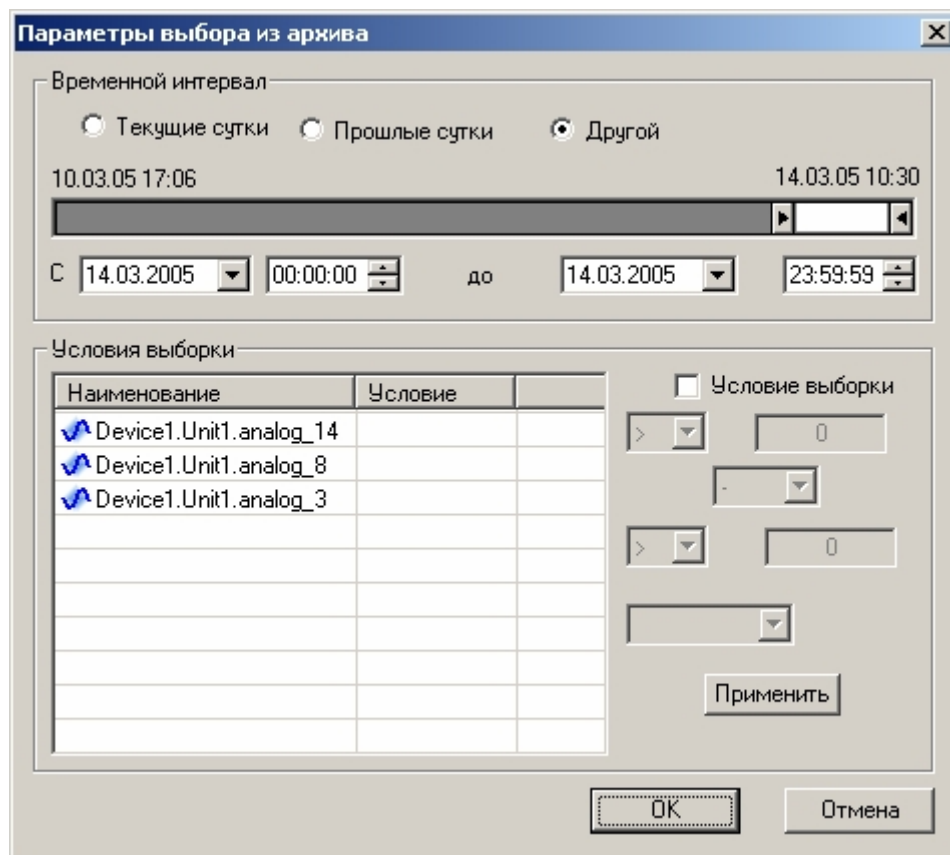 Параметры выбора из архива
Временной интервал
Текущие сутки Прошлые сутки Другой
10.03.05 17:06 14.03.05 10:30
С 14.03.2005 00:00:00 до 14.03.2005 23:59:59
Условия выборки
Наименование Условие Условие выборки
Device1.Unit1.analog_14 > 0
Device1.Unit1.analog_8 -
Device1.Unit1.analog_3
> 0
Применить
OK Отмена